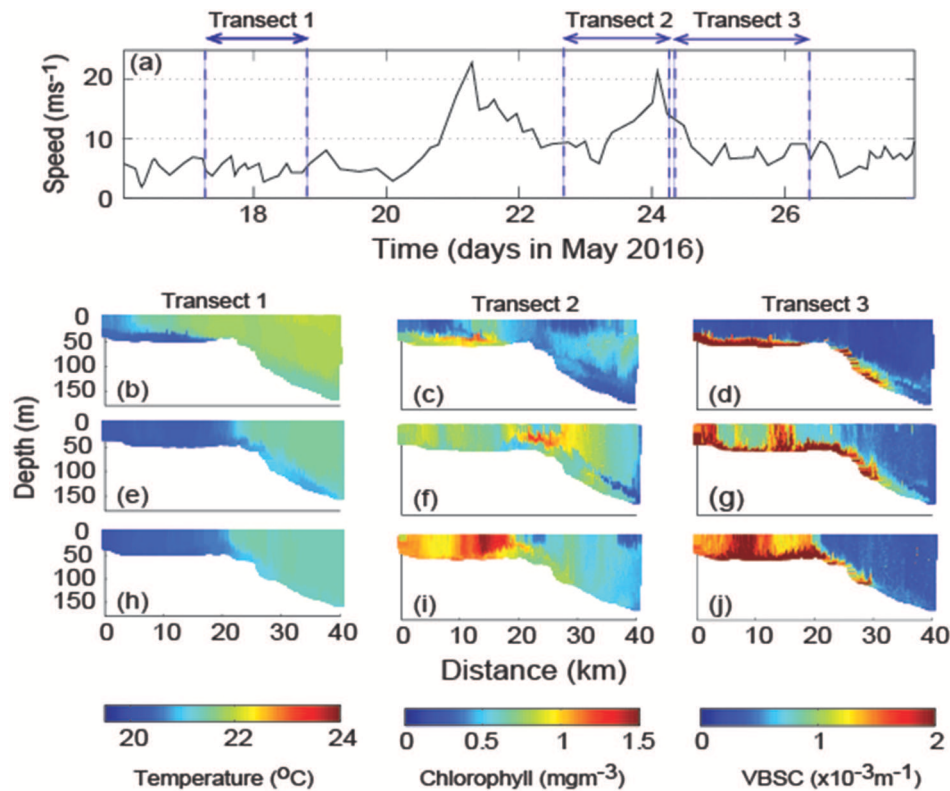 Transect 1 Transect 2 Transect 3
(a)
Speed (ms⁻¹)
20
10
0
18 20 22 24 26
Time (days in May 2016)
Transect 1 Transect 2 Transect 3
Depth (m)
0
50
100
150
(b) (c) (d)
0
50
100
150
(e) (f) (g)
0
50
100
150
(h) (i) (j)
0 10 20 30 40 0 10 20 30 40 0 10 20 30 40
Distance (km)
20 22 24 0 0.5 1 1.5 0 1 2
Temperature (ºC) Chlorophyll (mgm⁻³) VBSC (x10⁻³m⁻¹)